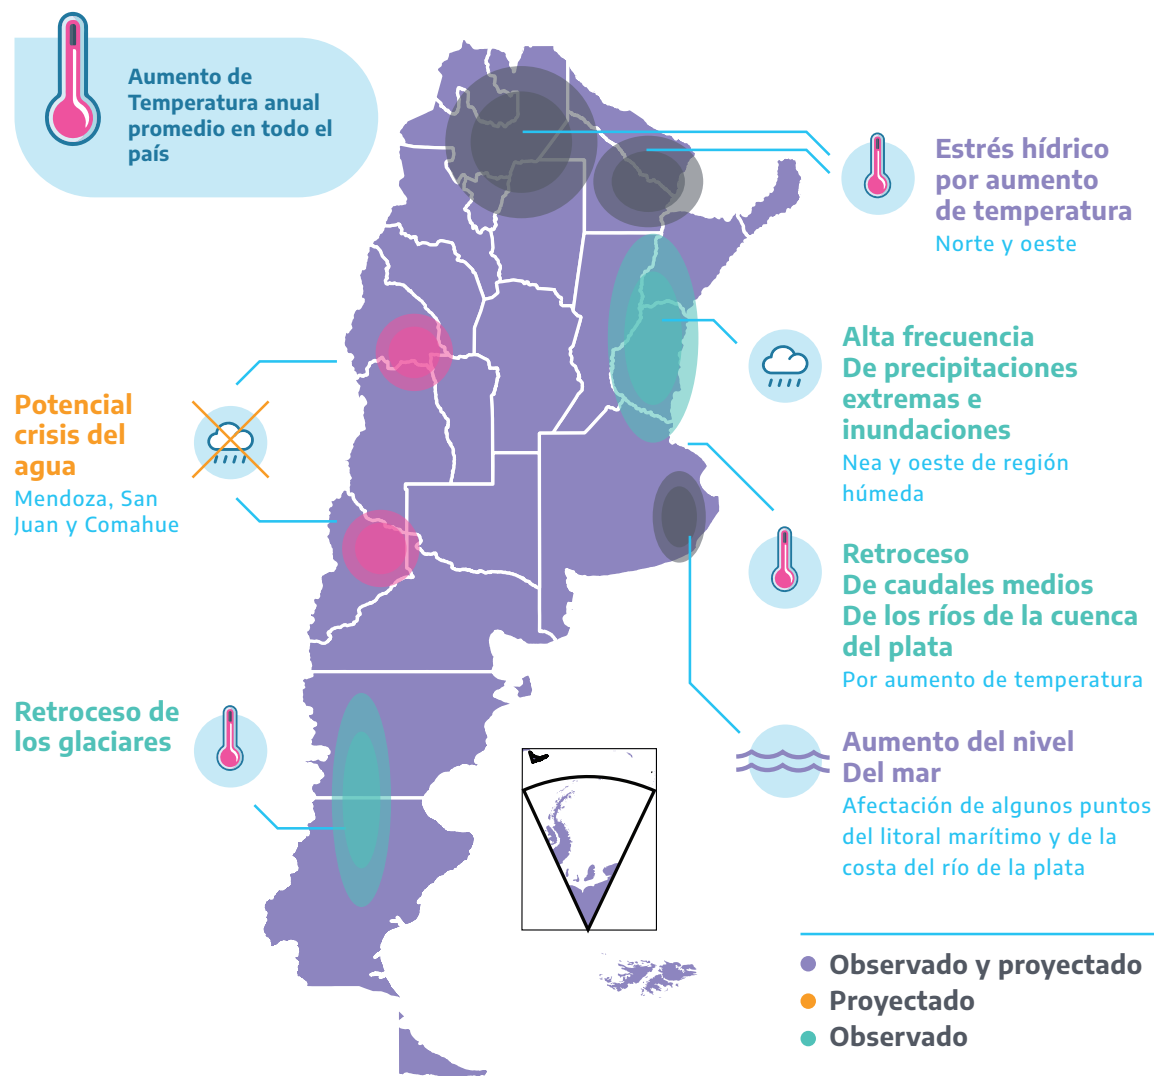 Aumento de
Temperatura anual
promedio en todo el
país
Estrés hídrico
por aumento
de temperatura
Norte y oeste
Alta frecuencia
De precipitaciones
extremas e
inundaciones
Nea y oeste de región
húmeda
Potencial
crisis del
agua
Mendoza, San
Juan y Comahue
Retroceso
De caudales medios
De los ríos de la cuenca
del plata
Por aumento de temperatura
Retroceso de
los glaciares
Aumento del nivel
Del mar
Afectación de algunos puntos
del litoral marítimo y de la
costa del río de la plata
Observado y proyectado
Proyectado
Observado